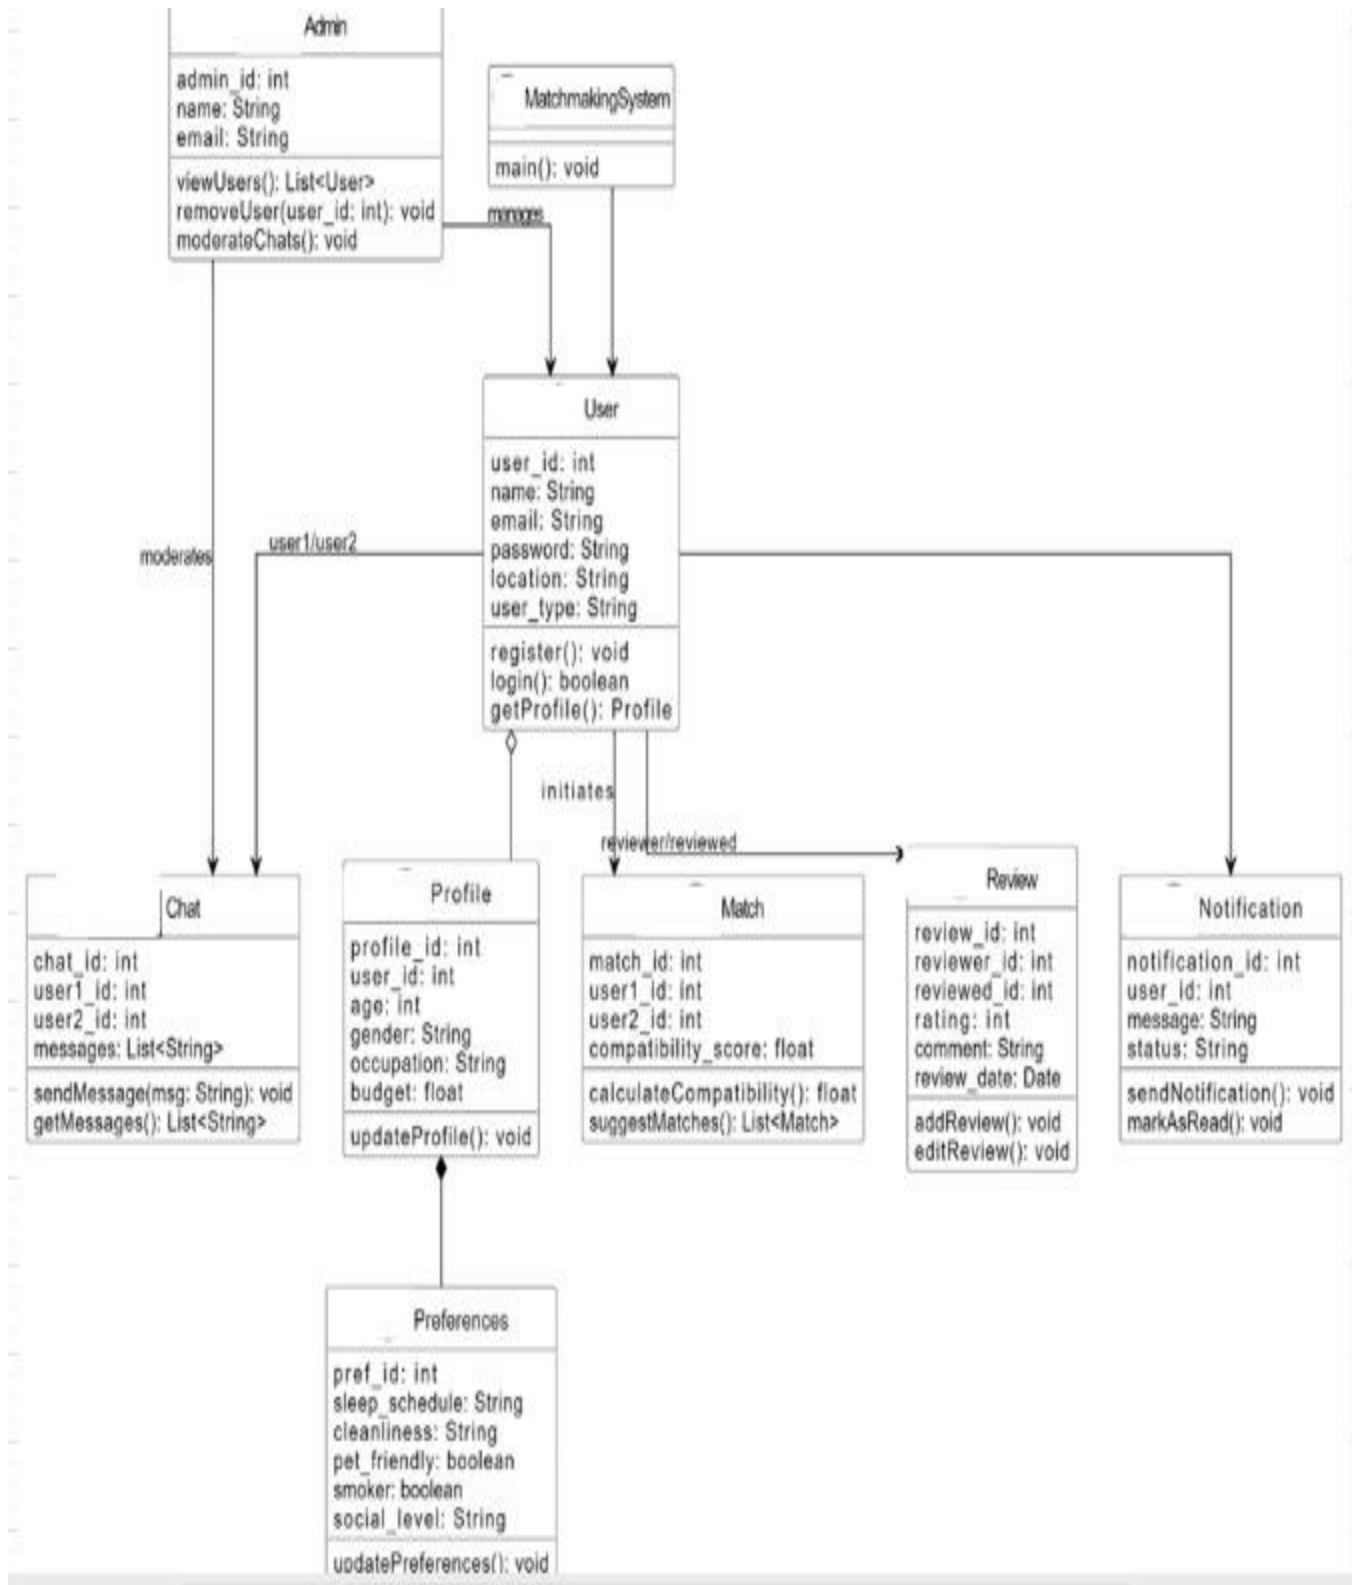 Admin
admin_id: int
name: String
email: String
viewUsers(): List<User>
removeUser(user_id: int): void
moderateChats(): void
MatchmakingSystem
main(): void
manages
User
user_id: int
name: String
email: String
password: String
location: String
user_type: String
register(): void
login(): boolean
getProfile(): Profile
moderates
user1/user2
initiates
reviewer/reviewed
Chat
chat_id: int
user1_id: int
user2_id: int
messages: List<String>
sendMessage(msg: String): void
getMessages(): List<String>
Profile
profile_id: int
user_id: int
age: int
gender: String
occupation: String
budget: float
updateProfile(): void
Match
match_id: int
user1_id: int
user2_id: int
compatibility_score: float
calculateCompatibility(): float
suggestMatches(): List<Match>
Review
review_id: int
reviewer_id: int
reviewed_id: int
rating: int
comment: String
review_date: Date
addReview(): void
editReview(): void
Notification
notification_id: int
user_id: int
message: String
status: String
sendNotification(): void
markAsRead(): void
Preferences
pref_id: int
sleep_schedule: String
cleanliness: String
pet_friendly: boolean
smoker: boolean
social_level: String
updatePreferences(): void